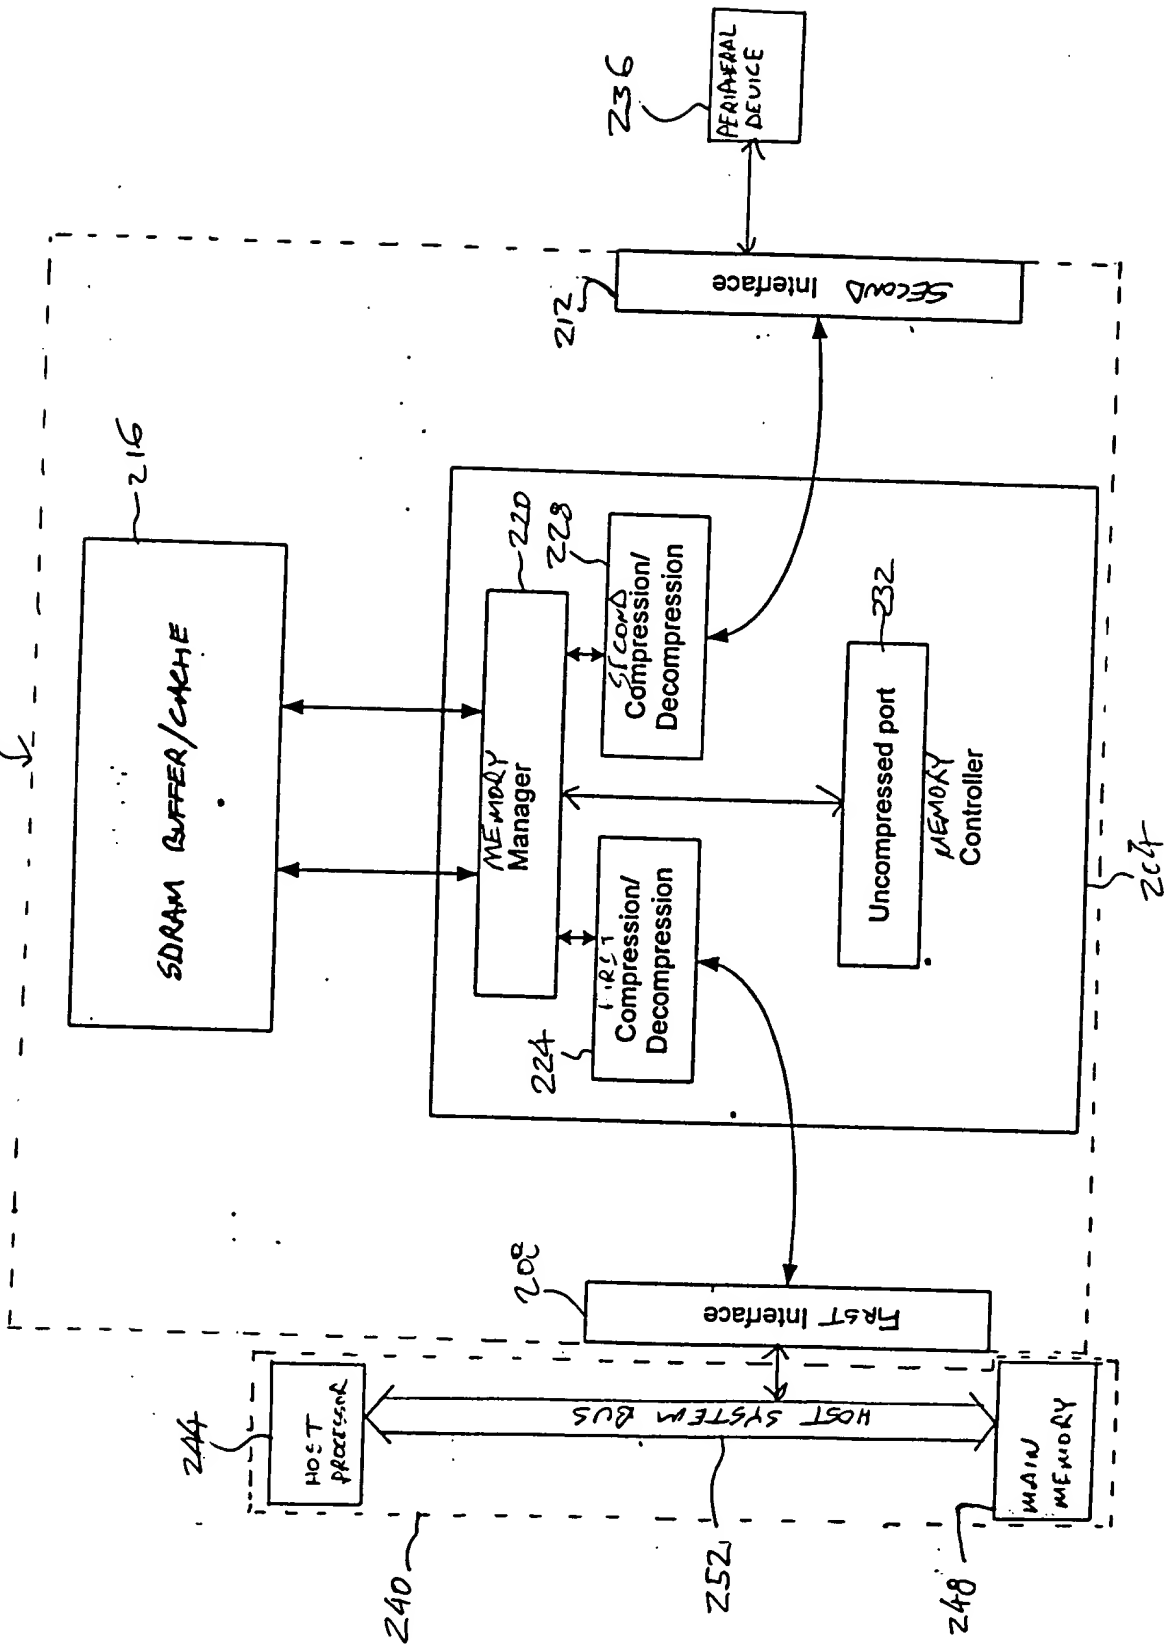 216
SDRAM BUFFER/CACHE
236
PERIPHERAL
DEVICE
212
SECOND Interface
220
MEMORY
Manager
228
SECOND
Compression/
Decompression
224
FIRST
Compression/
Decompression
232
Uncompressed port
MEMORY
Controller
204
FIRST Interface
244
HOST
PROCESSOR
HOST SYSTEM BUS
240
252
248
MAIN
MEMORY